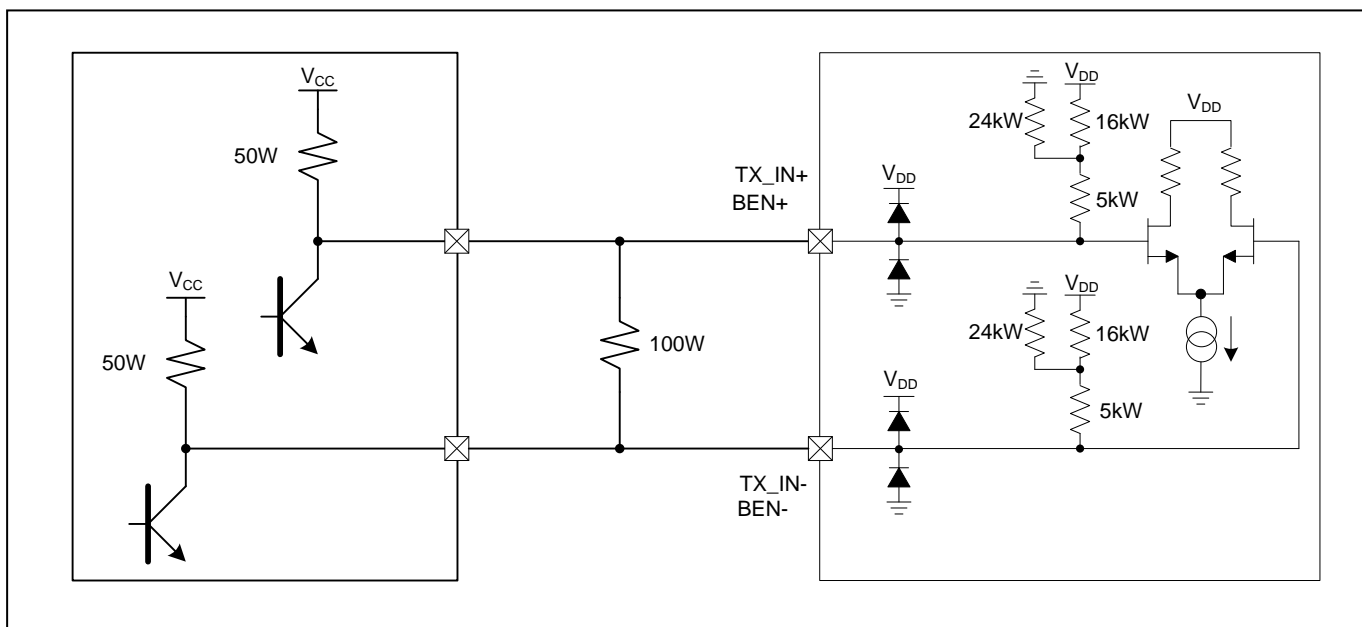 VCC
50W
VCC
50W
100W
TX_IN+
BEN+
TX_IN-
BEN-
VDD
24kW
16kW
VDD
VDD
5kW
VDD
24kW
16kW
VDD
5kW